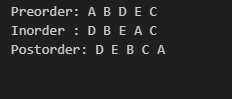 Preorder: A B D E C
Inorder : D B E A C
Postorder: D E B C A